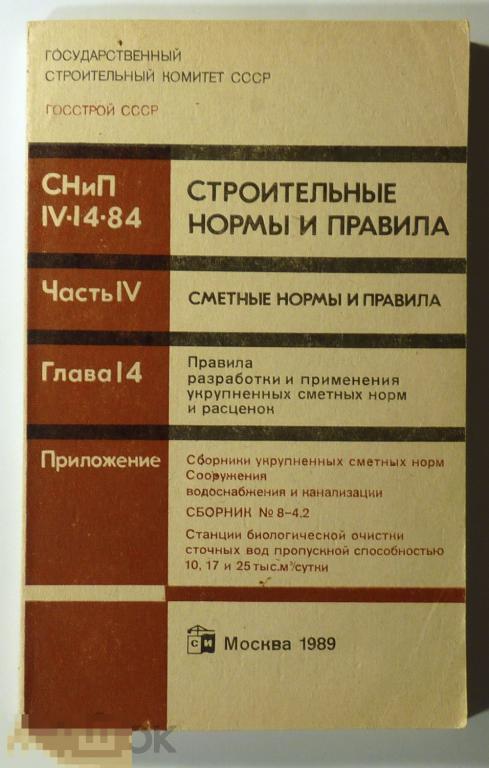 ГОСУДАРСТВЕННЫЙ
СТРОИТЕЛЬНЫЙ КОМИТЕТ СССР
ГОССТРОЙ СССР
СНиП
IV-14-84
СТРОИТЕЛЬНЫЕ
НОРМЫ И ПРАВИЛА
Часть IV
СМЕТНЫЕ НОРМЫ И ПРАВИЛА
Глава 14
Правила
разработки и применения
укрупненных сметных норм
и расценок
Приложение
Сборники укрупненных сметных норм
Сооружения
водоснабжения и канализации
СБОРНИК № 8-4.2
Станции биологической очистки
сточных вод пропускной способностью
10, 17 и 25 тыс.м³/сутки
СИ
Москва 1989